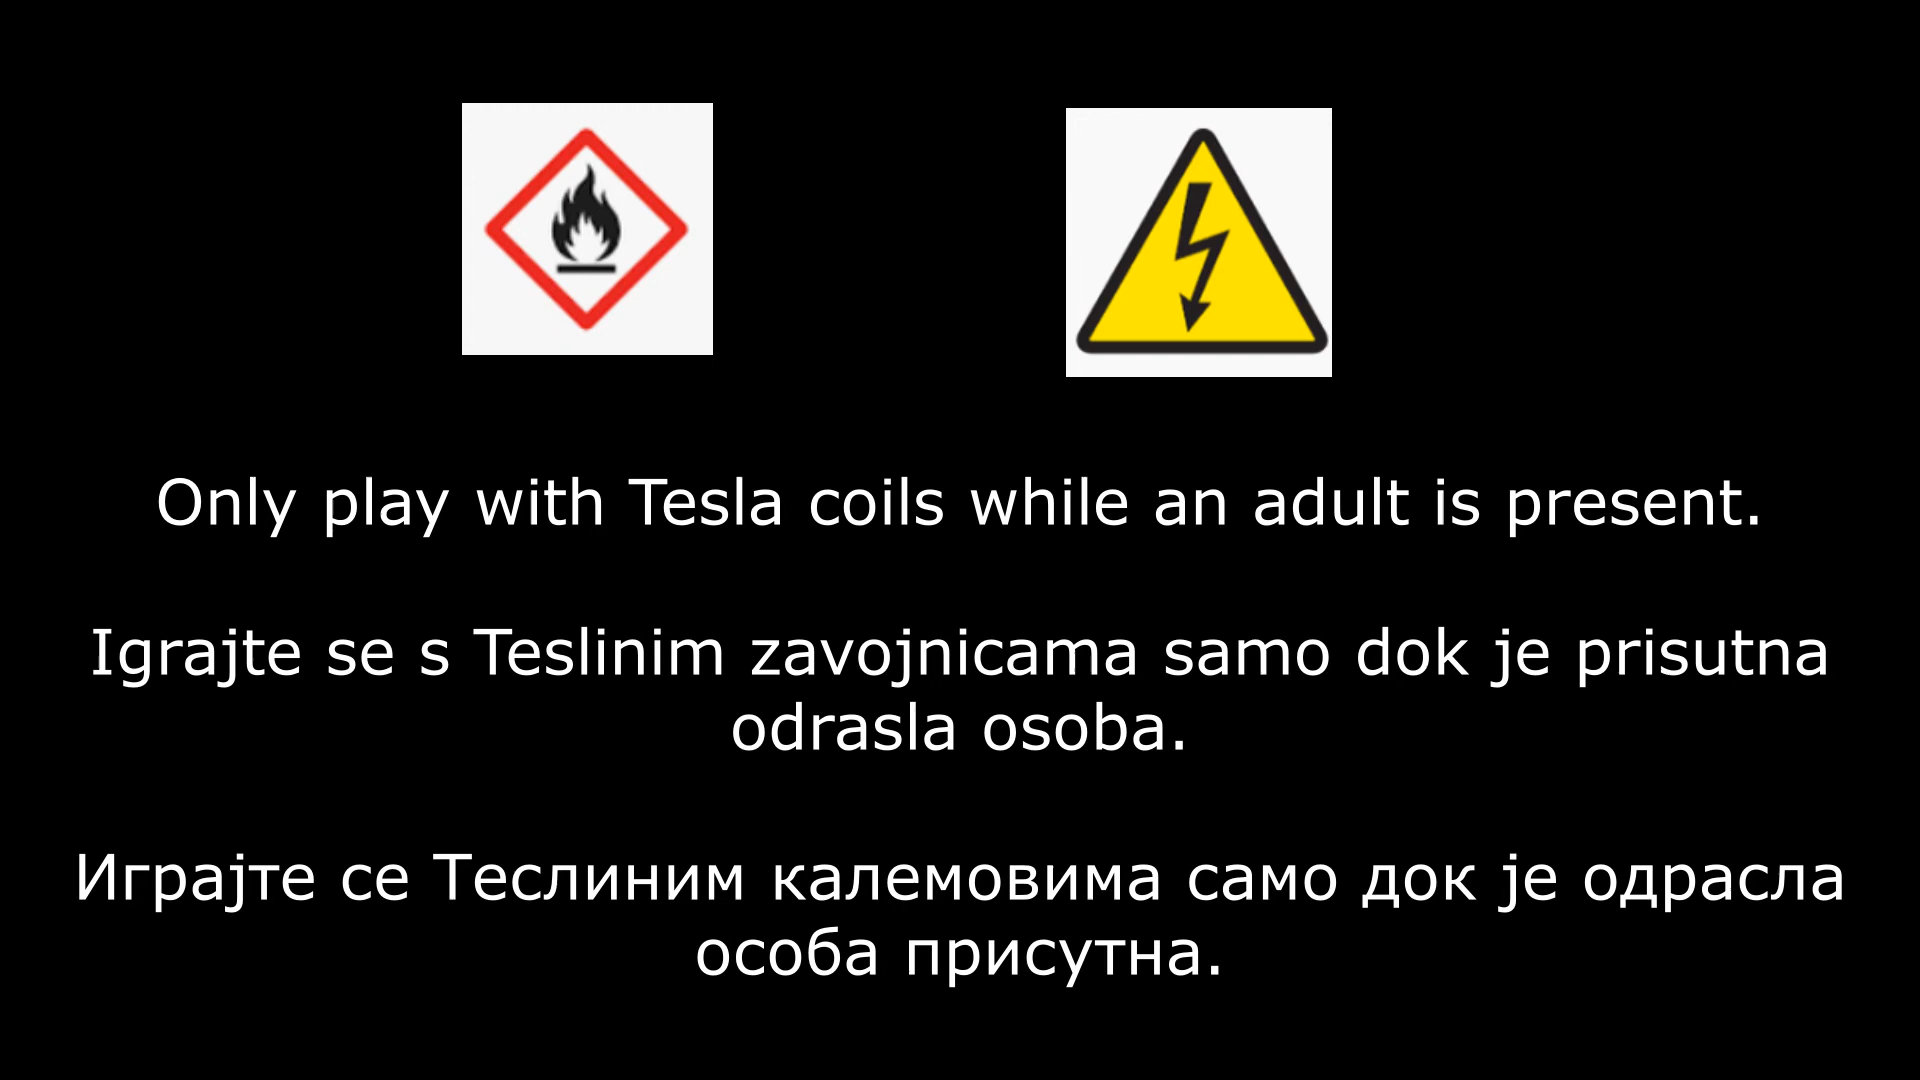 Only play with Tesla coils while an adult is present.
Igrajte se s Teslinim zavojnicama samo dok je prisutna
odrasla osoba.
Играјте се Теслиним калемовима само док је одрасла
особа присутна.